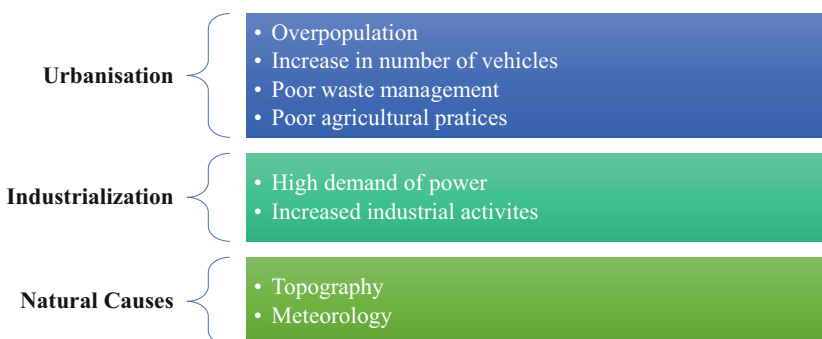 Urbanisation
• Overpopulation
• Increase in number of vehicles
• Poor waste management
• Poor agricultural pratices
Industrialization
• High demand of power
• Increased industrial activites
Natural Causes
• Topography
• Meteorology